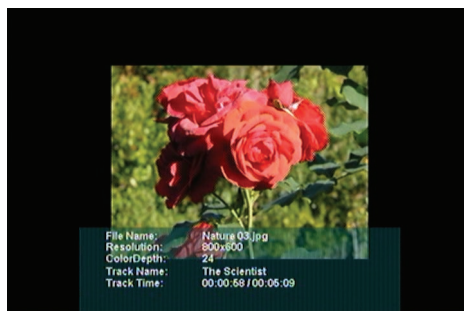 File Name: Nature 03.jpg
Resolution: 800x600
ColorDepth: 24
Track Name: The Scientist
Track Time: 00:00:58 / 00:05:09